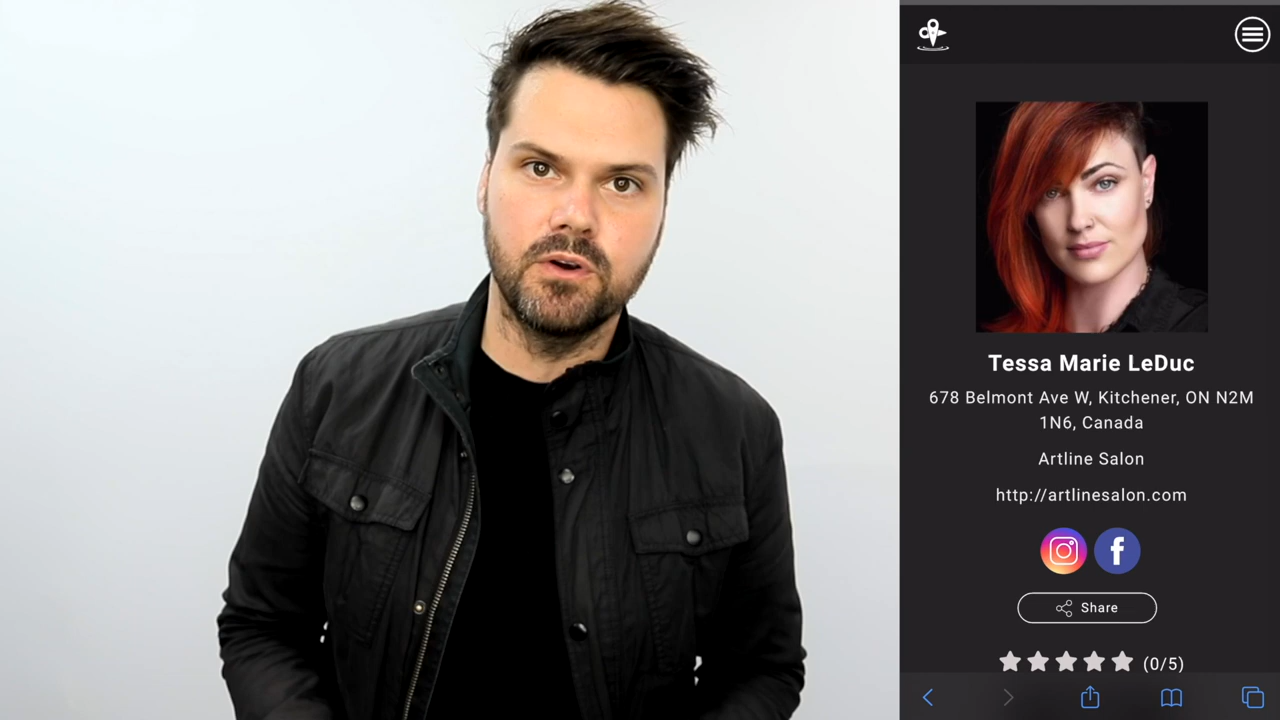 Tessa Marie LeDuc
678 Belmont Ave W, Kitchener, ON N2M
1N6, Canada
Artline Salon
http://artlinesalon.com
Share
(0/5)